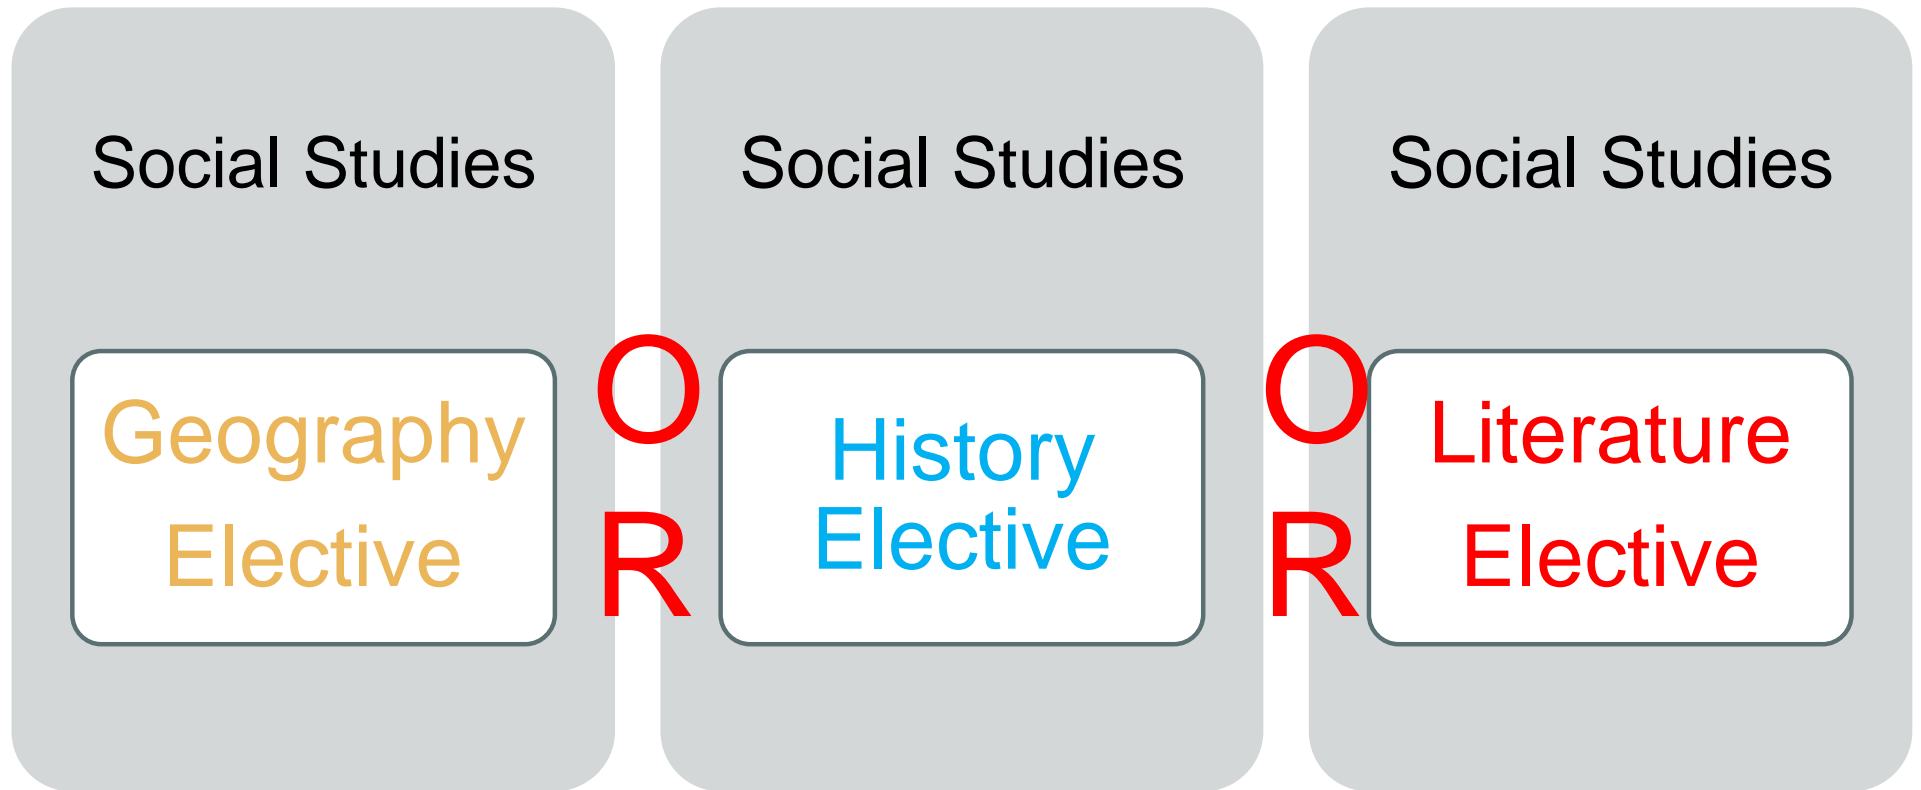 Social Studies
Geography
Elective
O
R
Social Studies
History
Elective
O
R
Social Studies
Literature
Elective